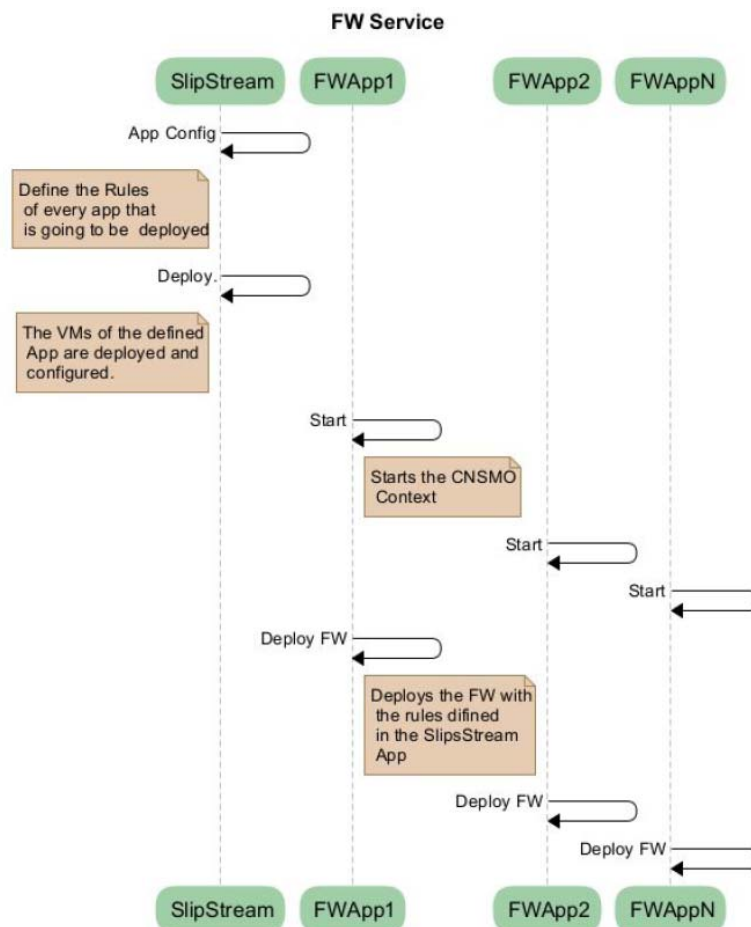 FW Service
SlipStream
FWApp1
FWApp2
FWAppN
App Config
Define the Rules
of every app that
is going to be deployed
Deploy.
The VMs of the defined
App are deployed and
configured.
Start
Starts the CNSMO
Context
Start
Start
Deploy FW
Deploys the FW with
the rules difined
in the SlipsStream
App
Deploy FW
Deploy FW
SlipStream
FWApp1
FWApp2
FWAppN